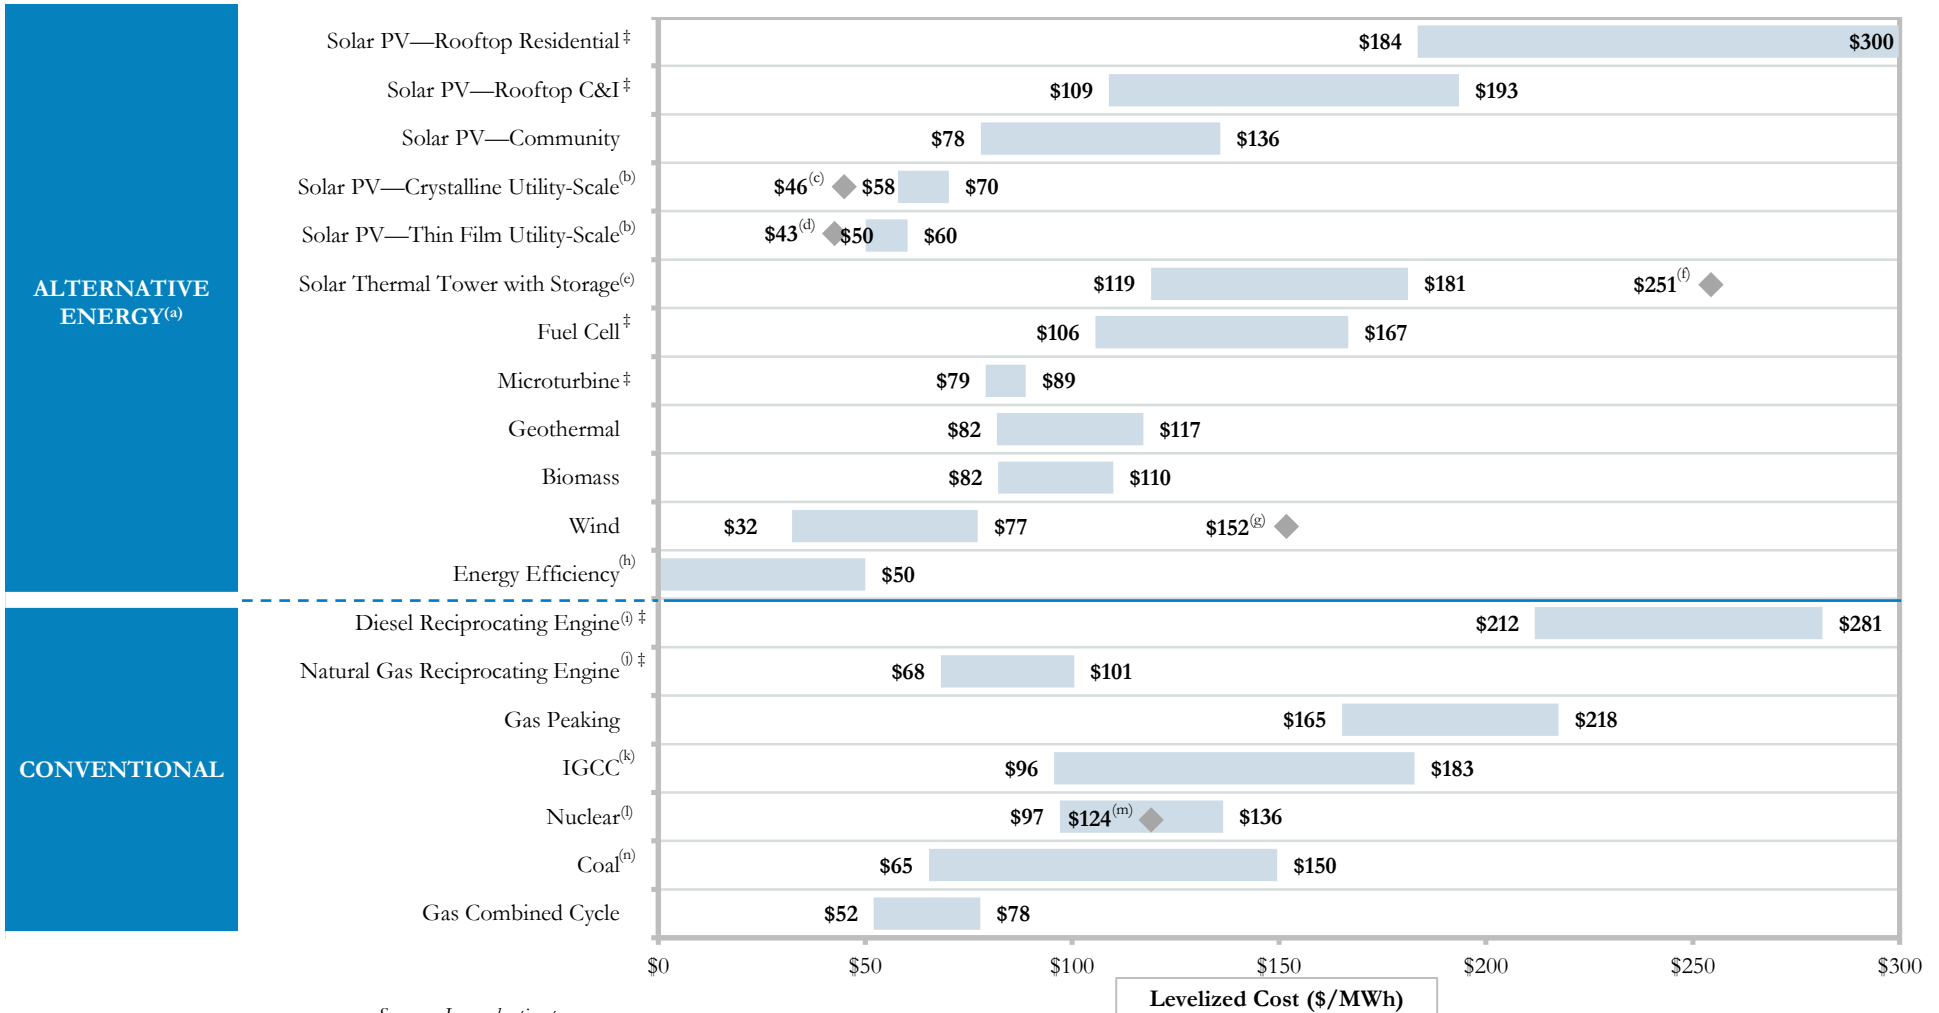 Solar PV—Rooftop Residential ‡ $184 $300
Solar PV—Rooftop C&I ‡ $109 $193
Solar PV—Community $78 $136
Solar PV—Crystalline Utility-Scale(b) $46(c) $58 $70
Solar PV—Thin Film Utility-Scale(b) $43(d) $50 $60
Solar Thermal Tower with Storage(e) $119 $181 $251(f)
ALTERNATIVE
ENERGY(a)
Fuel Cell ‡ $106 $167
Microturbine ‡ $79 $89
Geothermal $82 $117
Biomass $82 $110
Wind $32 $77 $152(g)
Energy Efficiency(h) $50
Diesel Reciprocating Engine(i) ‡ $212 $281
Natural Gas Reciprocating Engine(j) ‡ $68 $101
Gas Peaking $165 $218
CONVENTIONAL
IGCC(k) $96 $183
Nuclear(l) $97 $124(m) $136
Coal(n) $65 $150
Gas Combined Cycle $52 $78
$0 $50 $100 $150 $200 $250 $300
Levelized Cost ($/MWh)